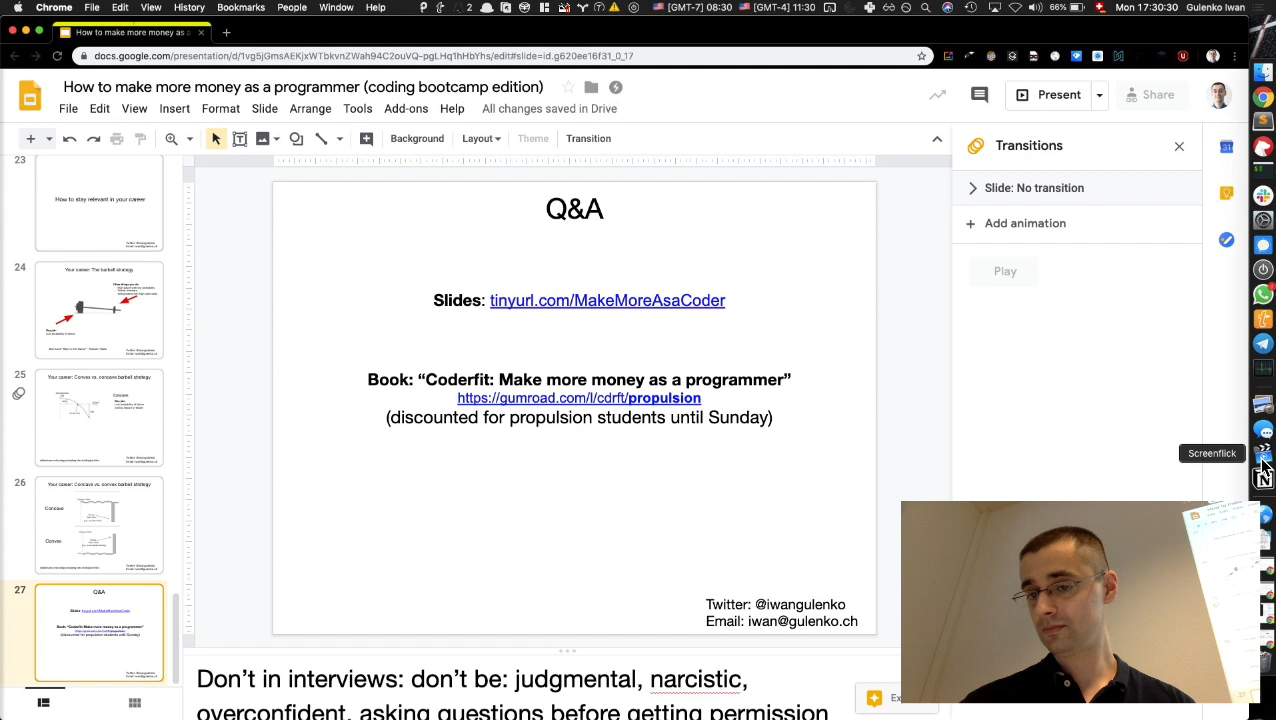 Chrome File Edit View History Bookmarks People Window Help
[GMT-7] 08:30 [GMT-4] 11:30
Mon 17:30:30 Gulenko Iwan
How to make more money as a
docs.google.com/presentation/d/1vg5jGmsAEKjxWTbkvnZWah94C2ouVC-pgLHq1hYhs/edit#slide=id.g620ee16f31_0_17
How to make more money as a programmer (coding bootcamp edition)
File Edit View Insert Format Slide Arrange Tools Add-ons Help All changes saved in Drive
Present
Share
Background Layout Theme Transition
Transitions
Slide: No transition
Add animation
Play
23
How to stay relevant in your career
24
Your career: The barbell strategy
25
Your career: Convex vs. concave barbell strategy
Concave
26
Your career: Concave vs. convex barbell strategy
Concave
Convex
27
Q&A
Q&A
Slides: tinyurl.com/MakeMoreAsaCoder
Book: “Coderfit: Make more money as a programmer”
https://gumroad.com/l/cdrft/propulsion
(discounted for propulsion students until Sunday)
Twitter: @iwangulenko
Email: iwan@gulenko.ch
Screenflick
Don’t in interviews: don’t be: judgmental, narcistic,
overconfident, asking questions before getting permission
Ex